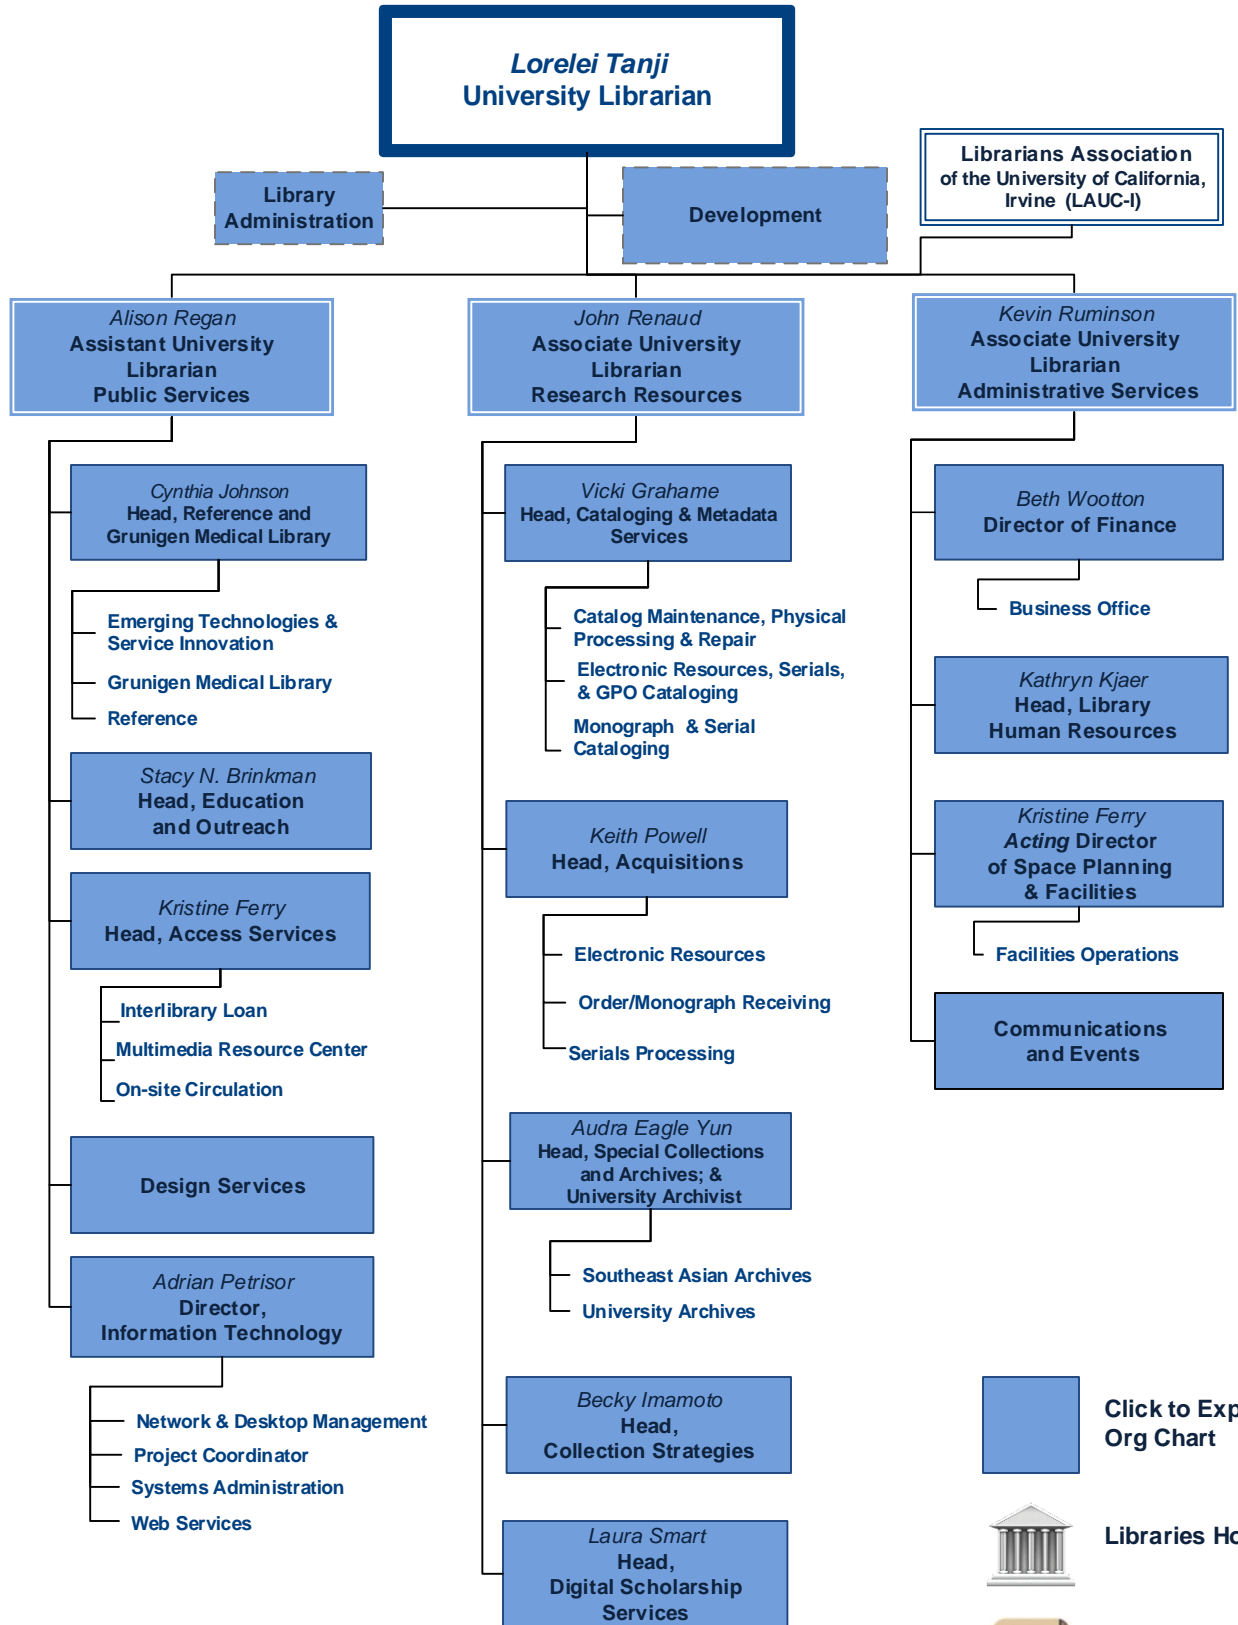 Lorelei Tanji
University Librarian
Librarians Association
of the University of California,
Irvine (LAUC-I)
Library
Administration
Development
Alison Regan
Assistant University
Librarian
Public Services
John Renaud
Associate University
Librarian
Research Resources
Kevin Ruminson
Associate University
Librarian
Administrative Services
Cynthia Johnson
Head, Reference and
Grunigen Medical Library
Emerging Technologies &
Service Innovation
Grunigen Medical Library
Reference
Stacy N. Brinkman
Head, Education
and Outreach
Kristine Ferry
Head, Access Services
Interlibrary Loan
Multimedia Resource Center
On-site Circulation
Design Services
Adrian Petrisor
Director,
Information Technology
Network & Desktop Management
Project Coordinator
Systems Administration
Web Services
Vicki Grahame
Head, Cataloging & Metadata
Services
Catalog Maintenance, Physical
Processing & Repair
Electronic Resources, Serials,
& GPO Cataloging
Monograph & Serial
Cataloging
Keith Powell
Head, Acquisitions
Electronic Resources
Order/Monograph Receiving
Serials Processing
Audra Eagle Yun
Head, Special Collections
and Archives; &
University Archivist
Southeast Asian Archives
University Archives
Becky Imamoto
Head,
Collection Strategies
Laura Smart
Head,
Digital Scholarship
Services
Beth Wootton
Director of Finance
Business Office
Kathryn Kjaer
Head, Library
Human Resources
Kristine Ferry
Acting Director
of Space Planning
& Facilities
Facilities Operations
Communications
and Events
Click to Exp
Org Chart
Libraries Ho